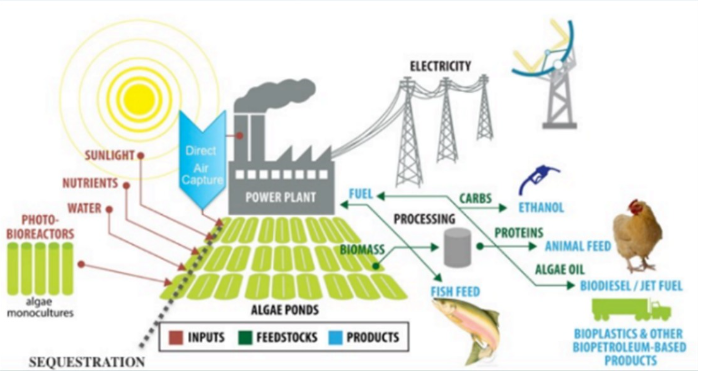 ELECTRICITY
Direct
Air
Capture
SUNLIGHT
NUTRIENTS
WATER
PHOTO-
BIOREACTORS
algae
monocultures
POWER PLANT
FUEL
CARBS
ETHANOL
PROCESSING
PROTEINS
ANIMAL FEED
BIOMASS
ALGAE OIL
FISH FEED
BIODIESEL / JET FUEL
ALGAE PONDS
INPUTS
FEEDSTOCKS
PRODUCTS
BIOPLASTICS & OTHER
BIOPETROLEUM-BASED
PRODUCTS
SEQUESTRATION